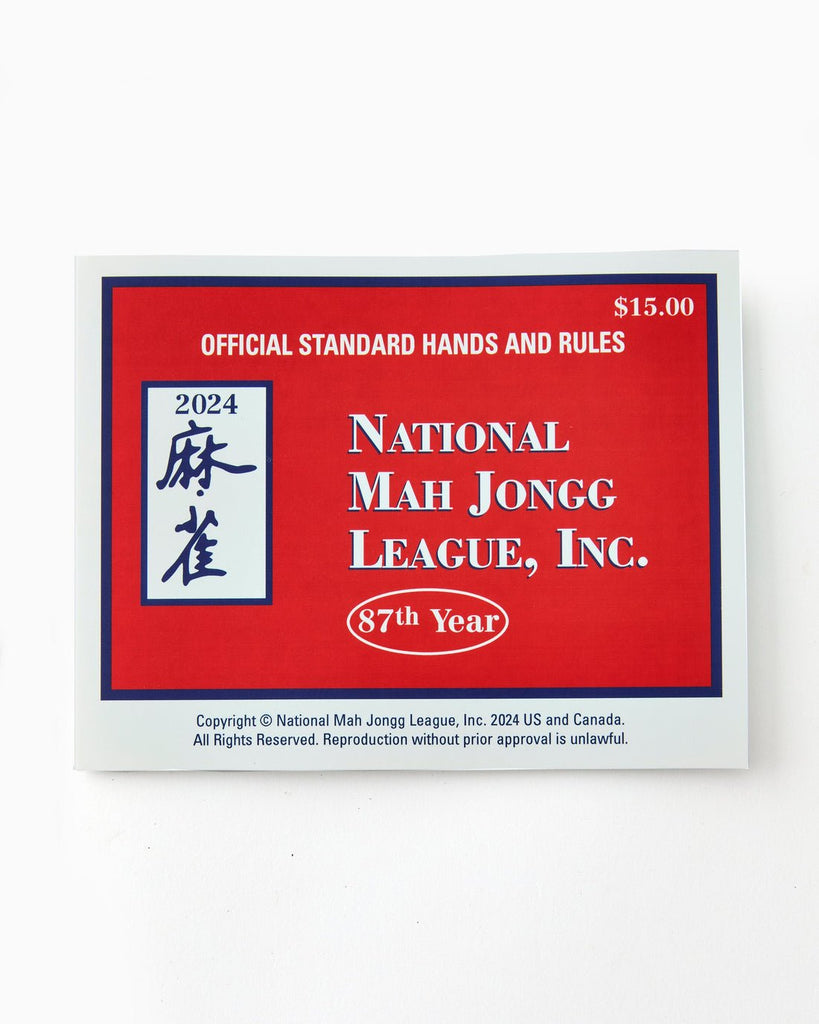 $15.00
OFFICIAL STANDARD HANDS AND RULES
2024
麻
雀
NATIONAL
MAH JONGG
LEAGUE, INC.
87th Year
Copyright © National Mah Jongg League, Inc. 2024 US and Canada.
All Rights Reserved. Reproduction without prior approval is unlawful.